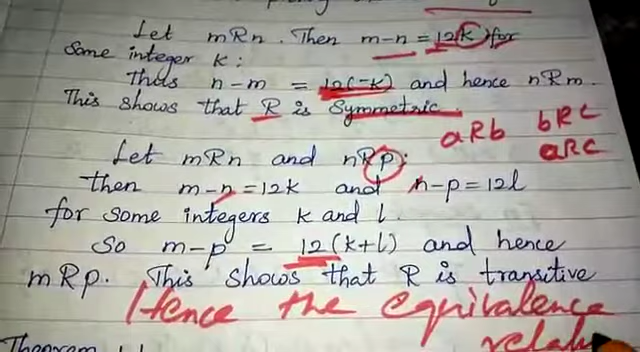 Let mRn. Then m-n = 12k for
some integer k:
thus n-m = 12(-k) and hence nRm.
This shows that R is Symmetric.
aRb bRC
aRC
Let mRn and nRp:
then m-n = 12k and n-p = 12l
for some integers k and l.
So m-p = 12(k+l) and hence
mRp. This shows that R is transitive
Hence the equivalence
Theorem